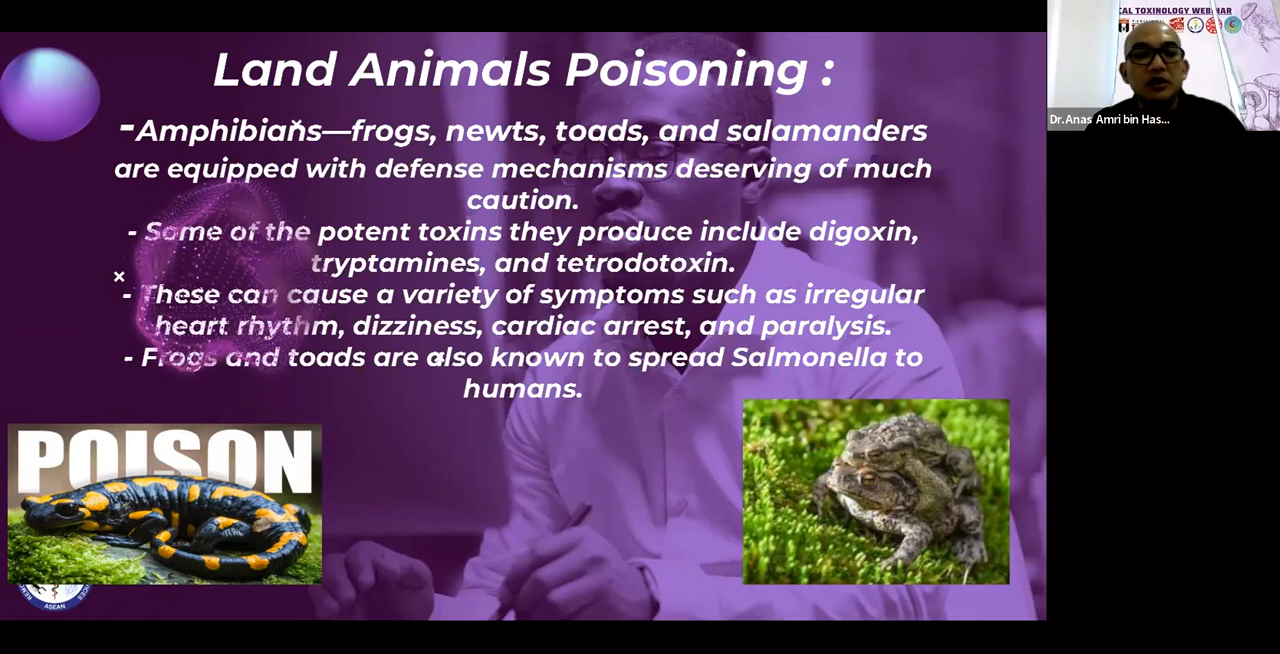 CAL TOXINOLOGY WEBINAR
Land Animals Poisoning :
-Amphibians—frogs, newts, toads, and salamanders
are equipped with defense mechanisms deserving of much
caution.
- Some of the potent toxins they produce include digoxin,
tryptamines, and tetrodotoxin.
- These can cause a variety of symptoms such as irregular
heart rhythm, dizziness, cardiac arrest, and paralysis.
- Frogs and toads are also known to spread Salmonella to
humans.
Dr.Anas Amri bin Has...
POISON
ASEAN